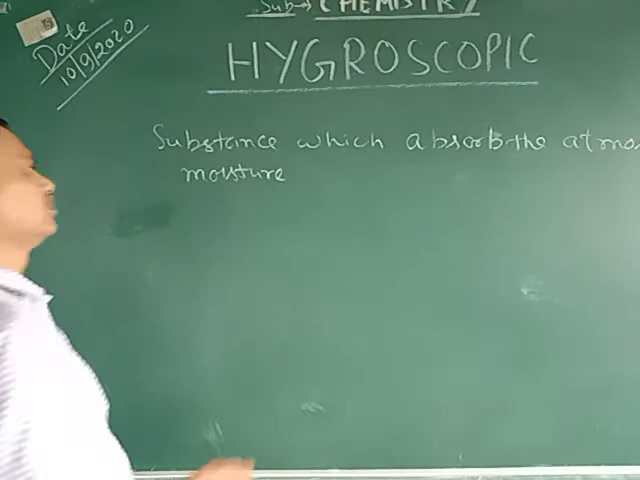 Sub→ CHEMISTRY
Date
10/9/2020
HYGROSCOPIC
Substance which absorb the atmo
moisture